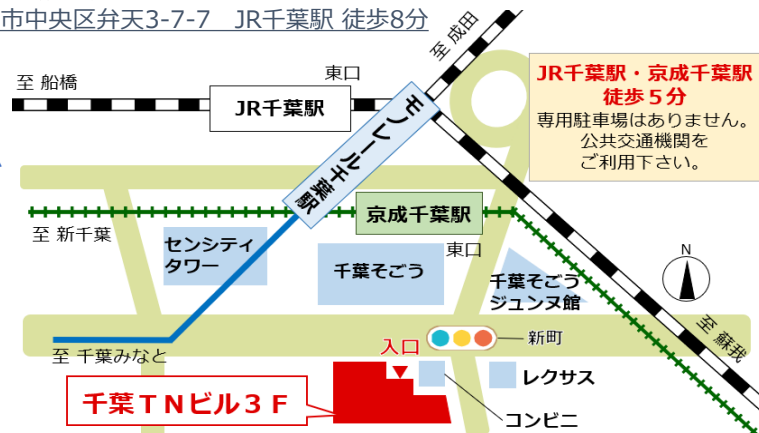 市中央区弁天3-7-7　JR千葉駅 徒歩8分
至 成田
至 船橋
東口
JR千葉駅
モノレール千葉駅
JR千葉駅・京成千葉駅
徒歩５分
専用駐車場はありません。
公共交通機関を
ご利用下さい。
京成千葉駅
至 新千葉
東口
センシティ
タワー
千葉そごう
千葉そごう
ジュンヌ館
N
至 千葉みなと
入口
新町
至 蘇我
千葉ＴＮビル３Ｆ
レクサス
コンビニ